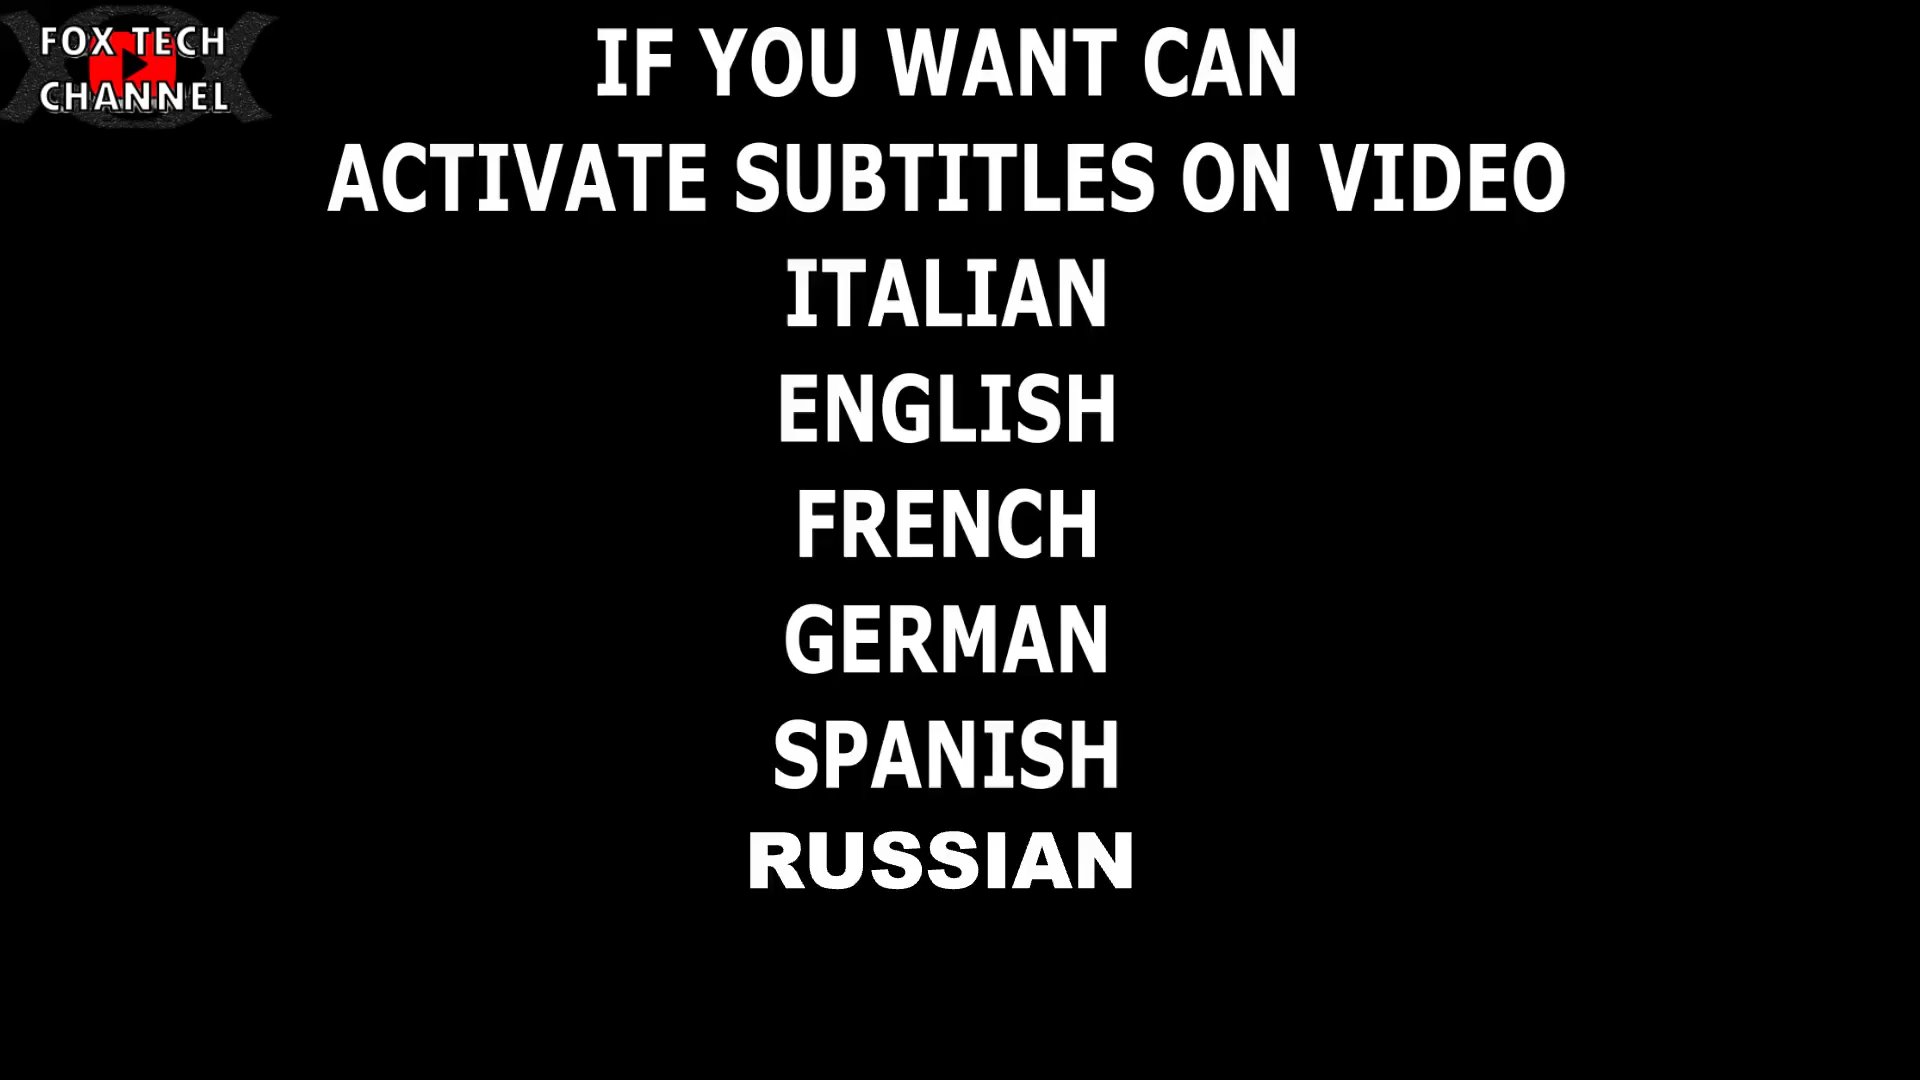 FOX TECH
CHANNEL
IF YOU WANT CAN
ACTIVATE SUBTITLES ON VIDEO
ITALIAN
ENGLISH
FRENCH
GERMAN
SPANISH
RUSSIAN